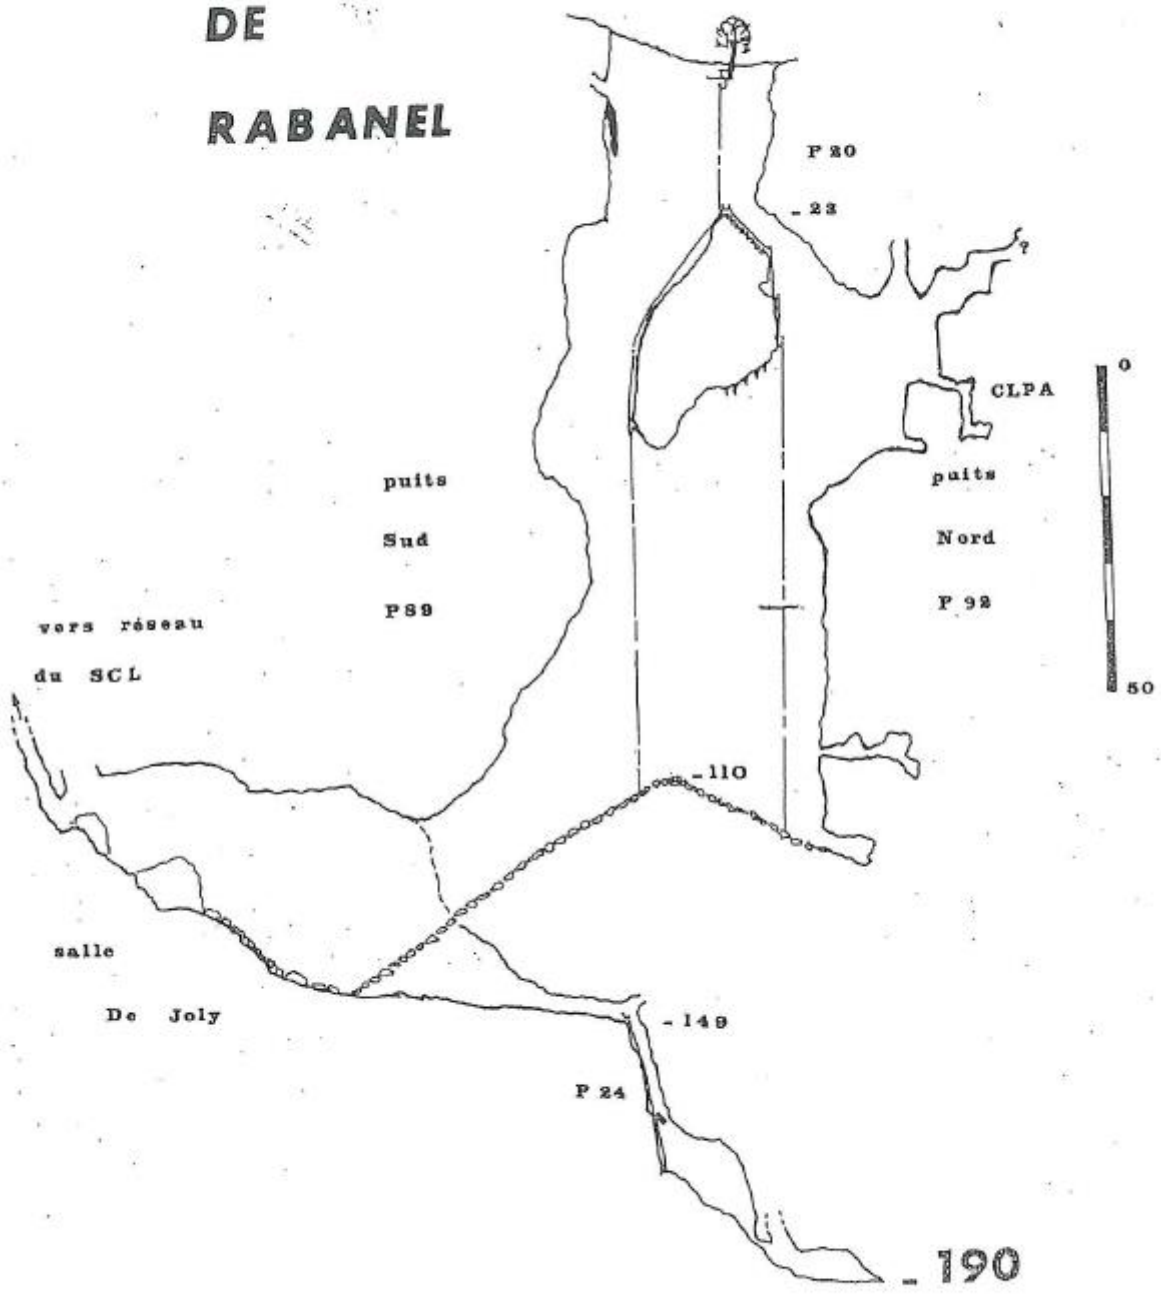 DE
RABANEL
P 20
- 23
?
CLPA
0
puits
Sud
P89
puits
Nord
P 92
50
vers réseau
du SCL
- 110
salle
De Joly
- 149
P 24
- 190